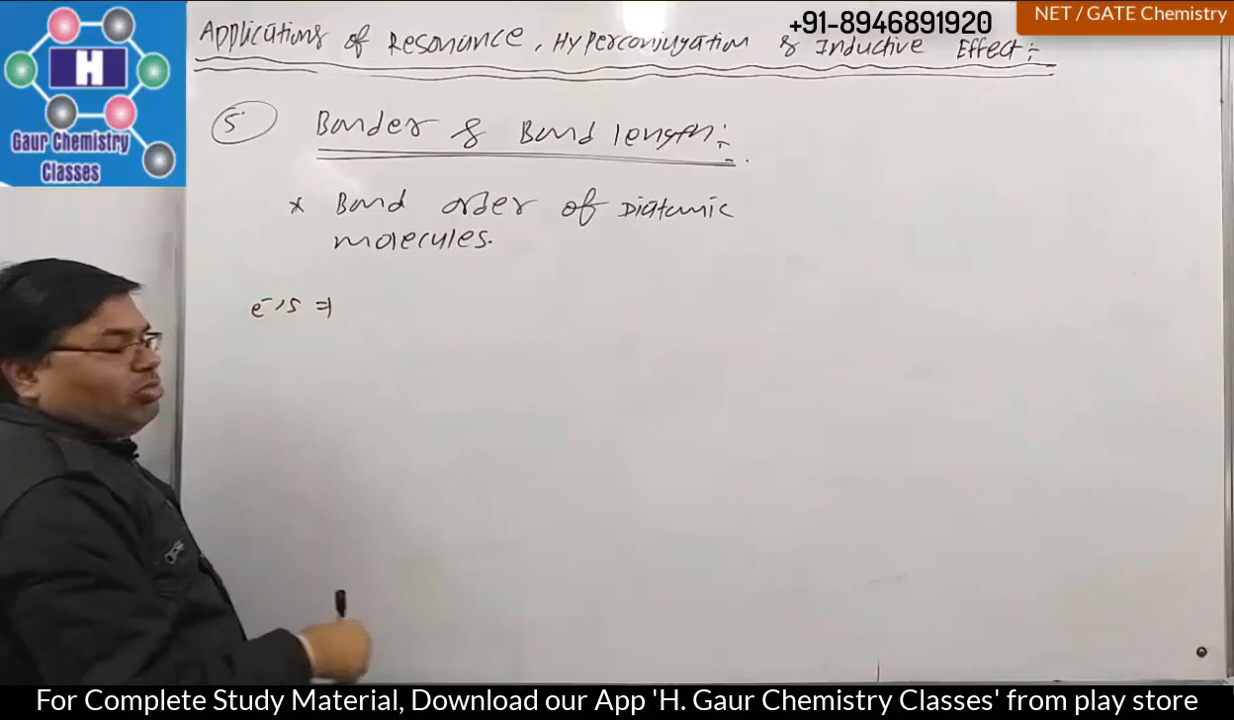 +91-8946891920
NET / GATE Chemistry
Applications of Resonance, Hyperconjugation & Inductive Effect:-
H
Gaur Chemistry
Classes
5 Border & Bond length:-
* Bond order of Diatomic
molecules.
e-'s ⇒
For Complete Study Material, Download our App 'H. Gaur Chemistry Classes' from play store